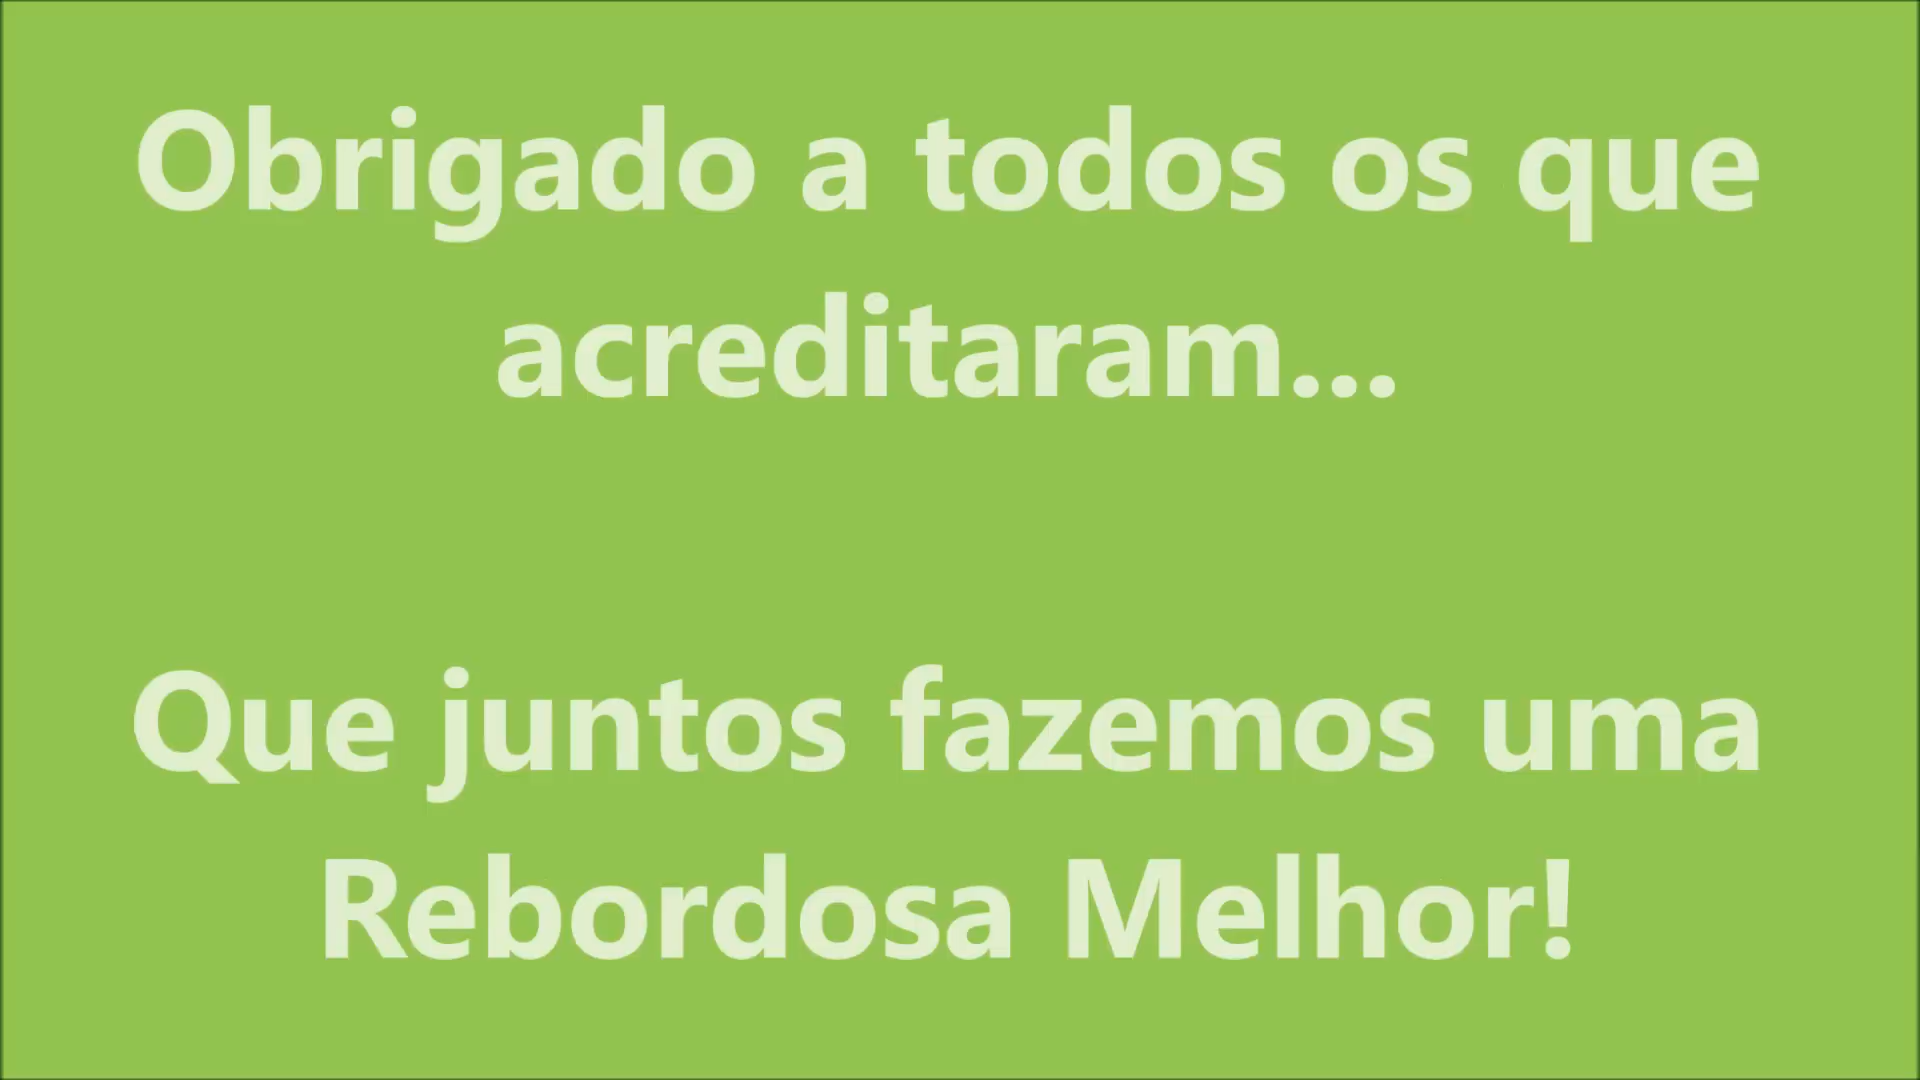 Obrigado a todos os que
acreditaram...
Que juntos fazemos uma
Rebordosa Melhor!